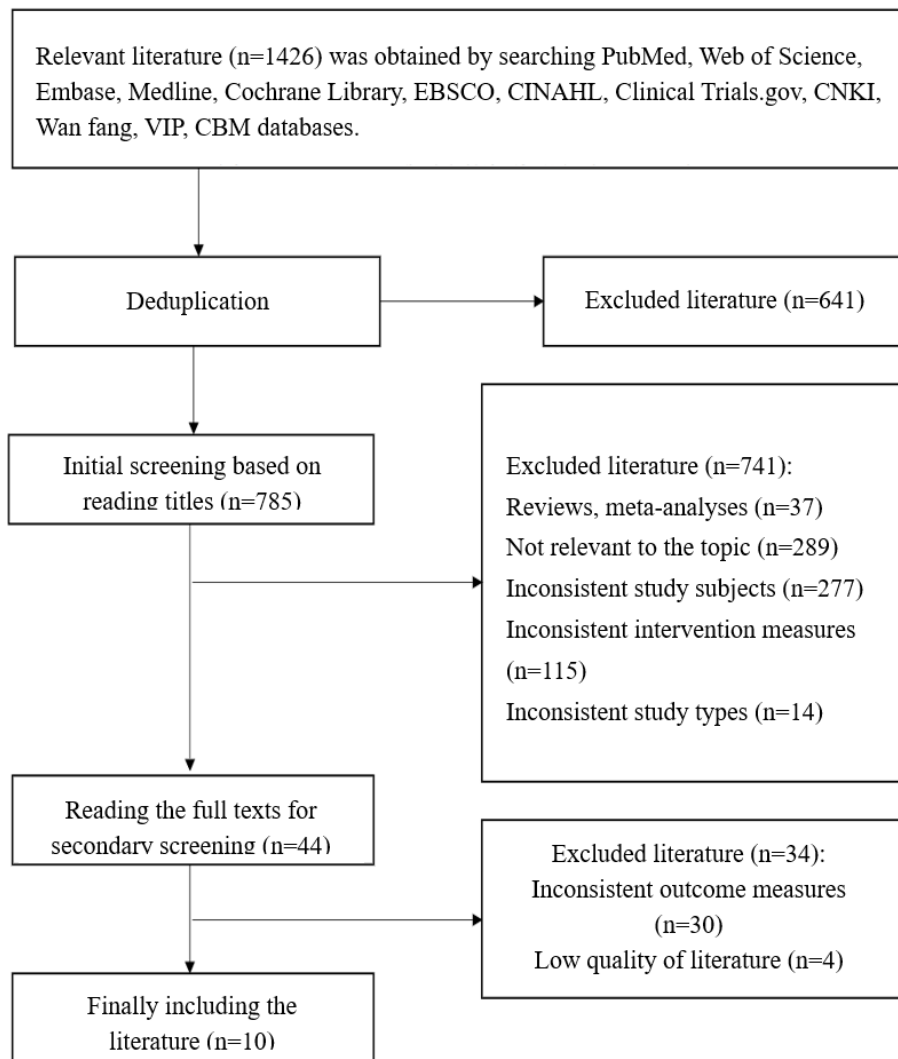 Relevant literature (n=1426) was obtained by searching PubMed, Web of Science,
Embase, Medline, Cochrane Library, EBSCO, CINAHL, Clinical Trials.gov, CNKI,
Wan fang, VIP, CBM databases.
Deduplication
Excluded literature (n=641)
Initial screening based on
reading titles (n=785)
Excluded literature (n=741):
Reviews, meta-analyses (n=37)
Not relevant to the topic (n=289)
Inconsistent study subjects (n=277)
Inconsistent intervention measures
(n=115)
Inconsistent study types (n=14)
Reading the full texts for
secondary screening (n=44)
Excluded literature (n=34):
Inconsistent outcome measures
(n=30)
Low quality of literature (n=4)
Finally including the
literature (n=10)